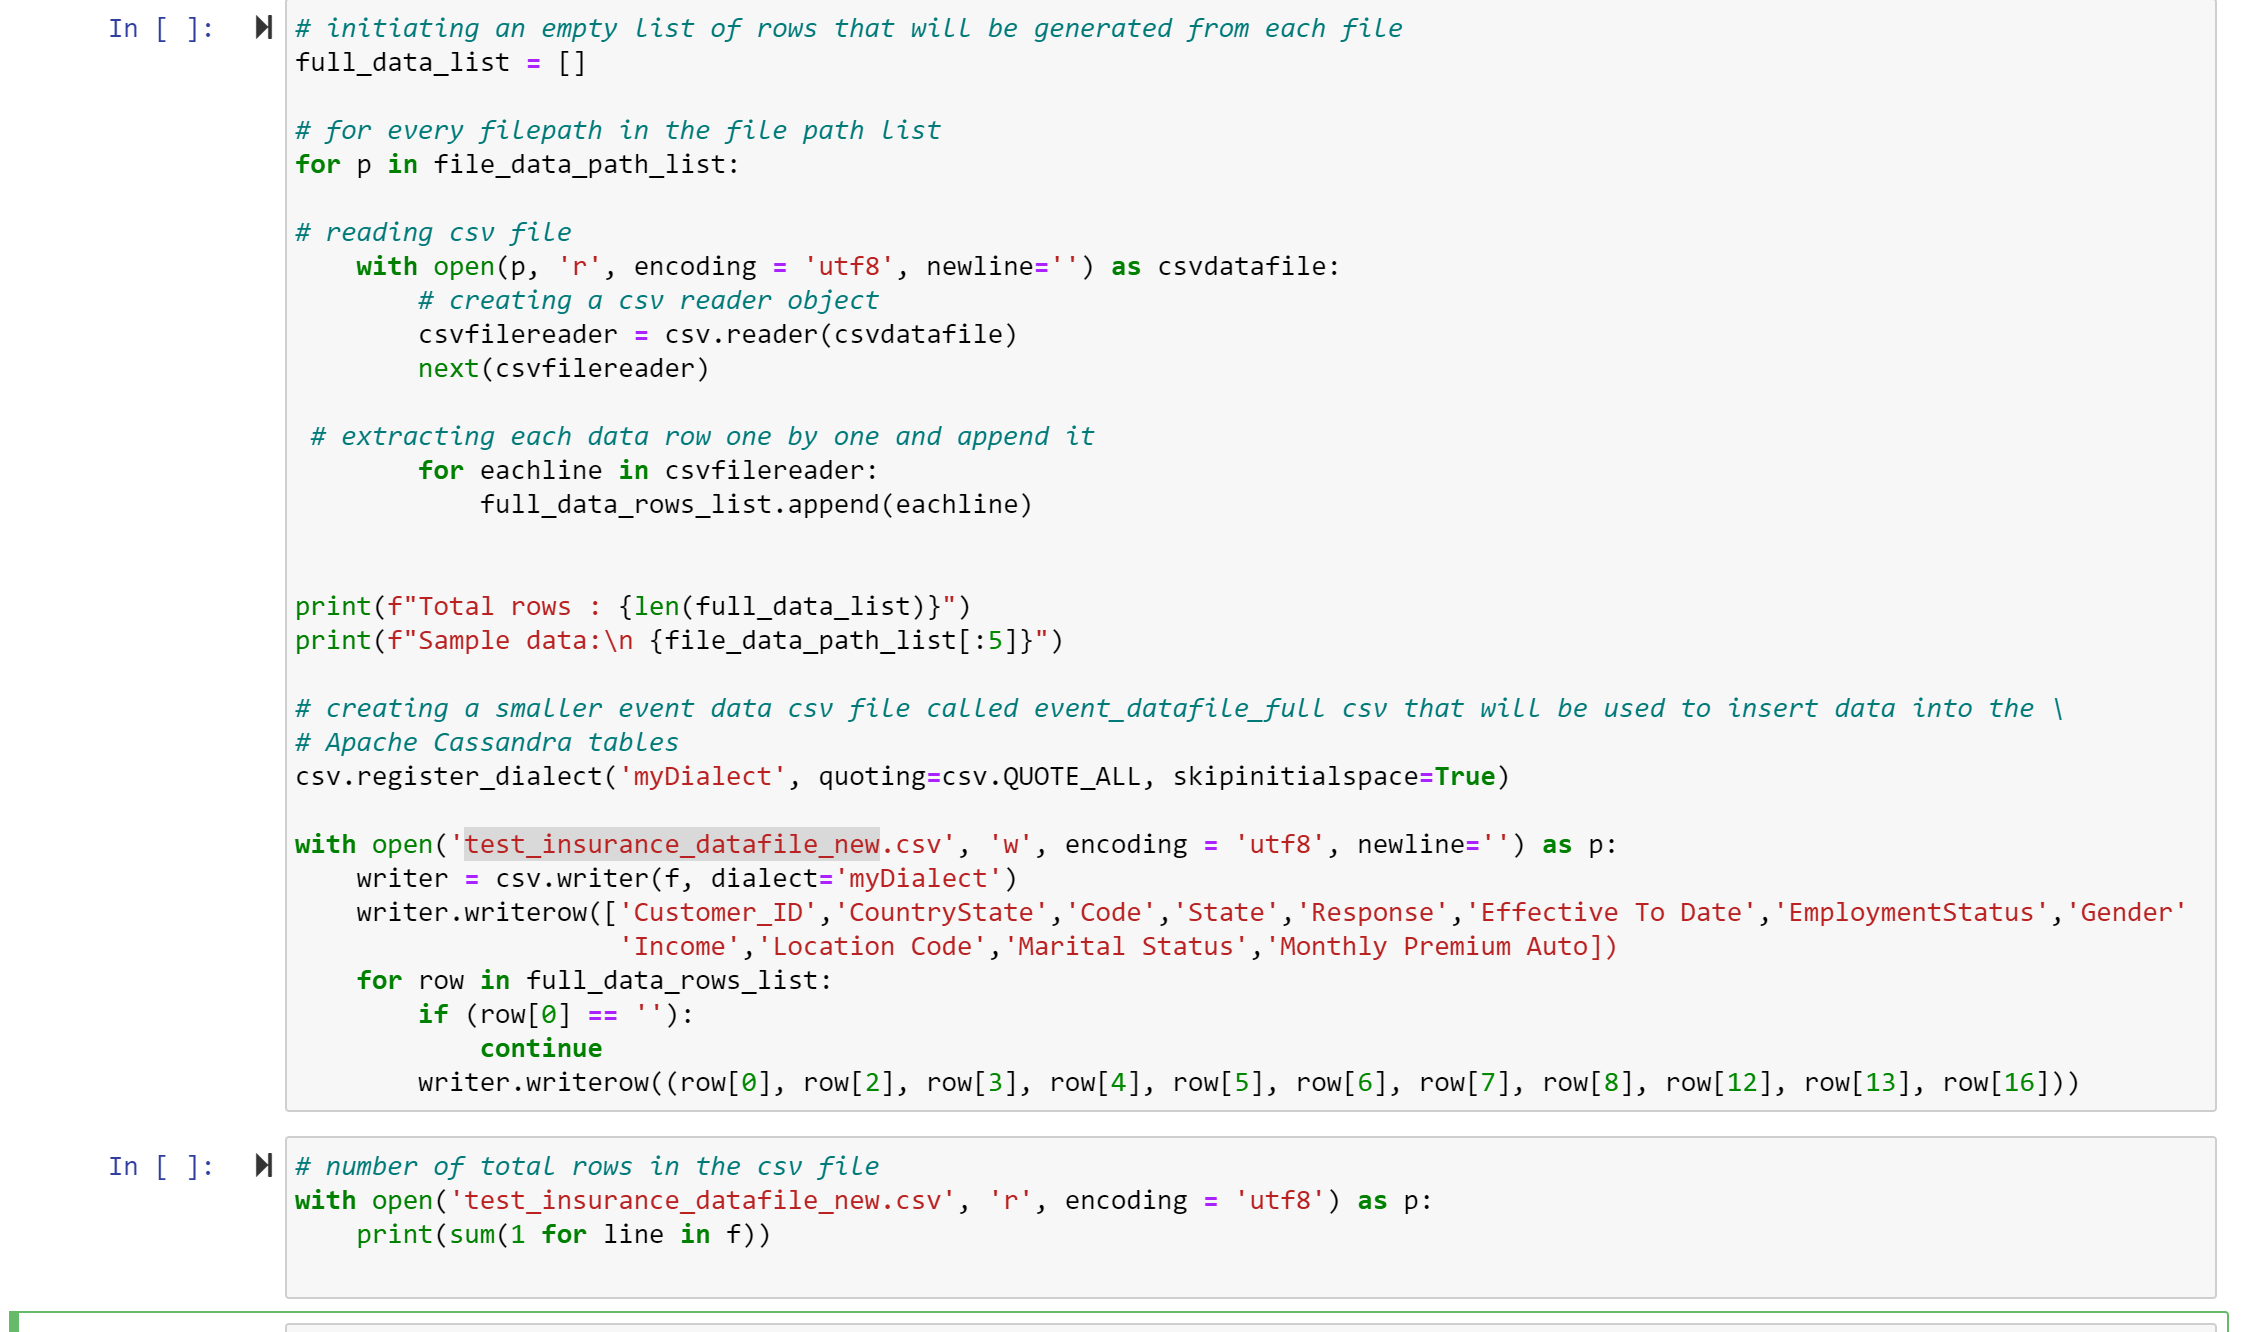 In [ ]: # initiating an empty list of rows that will be generated from each file
full_data_list = []
# for every filepath in the file path list
for p in file_data_path_list:
# reading csv file
    with open(p, 'r', encoding = 'utf8', newline='') as csvdatafile:
        # creating a csv reader object
        csvfilereader = csv.reader(csvdatafile)
        next(csvfilereader)
 # extracting each data row one by one and append it
        for eachline in csvfilereader:
            full_data_rows_list.append(eachline)
print(f"Total rows : {len(full_data_list)}")
print(f"Sample data:\n {file_data_path_list[:5]}")
# creating a smaller event data csv file called event_datafile_full csv that will be used to insert data into the \
# Apache Cassandra tables
csv.register_dialect('myDialect', quoting=csv.QUOTE_ALL, skipinitialspace=True)
with open('test_insurance_datafile_new.csv', 'w', encoding = 'utf8', newline='') as p:
    writer = csv.writer(f, dialect='myDialect')
    writer.writerow(['Customer_ID','CountryState','Code','State','Response','Effective To Date','EmploymentStatus','Gender'
                     'Income','Location Code','Marital Status','Monthly Premium Auto])
    for row in full_data_rows_list:
        if (row[0] == ''):
            continue
        writer.writerow((row[0], row[2], row[3], row[4], row[5], row[6], row[7], row[8], row[12], row[13], row[16]))
In [ ]: # number of total rows in the csv file
with open('test_insurance_datafile_new.csv', 'r', encoding = 'utf8') as p:
    print(sum(1 for line in f))